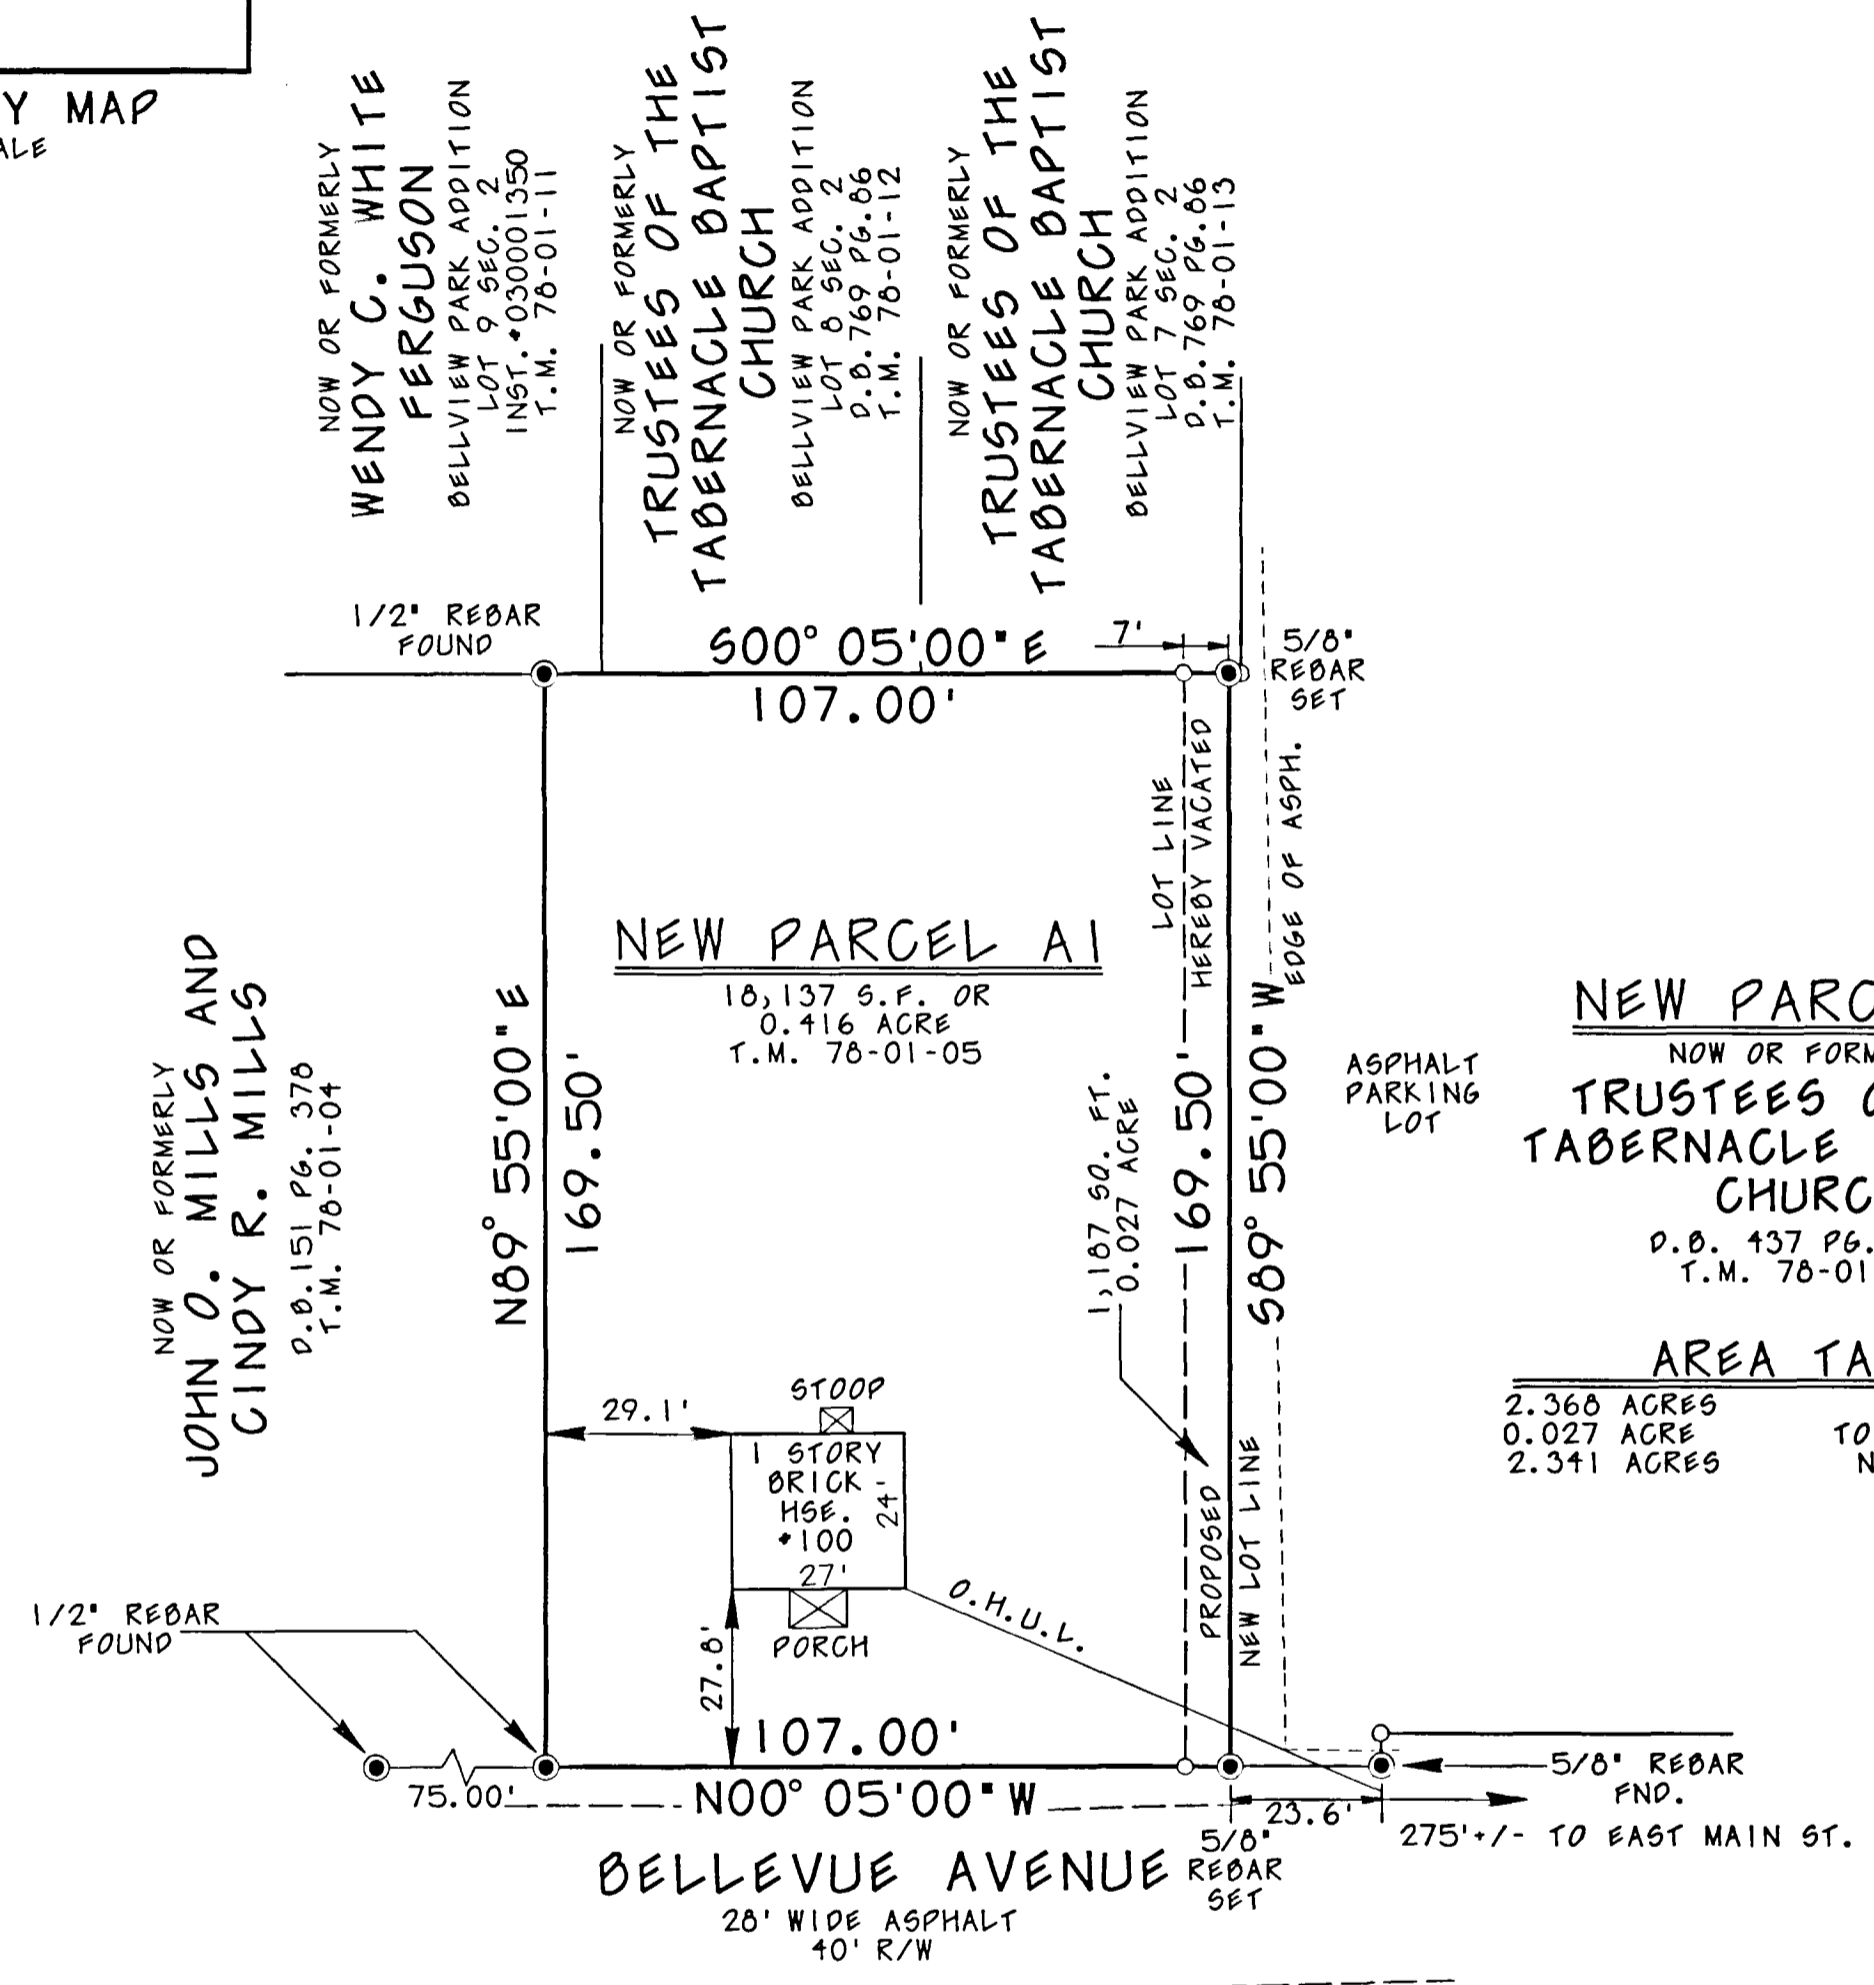 Y MAP
ALE
NOW OR FORMERLY
WENDY C. WHITE
FERGUSON
BELLVIEW PARK ADDITION
LOT 9 SEC. 2
INST.#030001350
T.M. 78-01-11
NOW OR FORMERLY
TRUSTEES OF THE
TABERNACLE BAPTIST
CHURCH
BELLVIEW PARK ADDITION
LOT 8 SEC. 2
D.B.769 PG.86
T.M. 78-01-12
NOW OR FORMERLY
TRUSTEES OF THE
TABERNACLE BAPTIST
CHURCH
BELLVIEW PARK ADDITION
LOT 7 SEC. 2
D.B.769 PG.86
T.M. 78-01-13
1/2" REBAR
FOUND
S00° 05'00"E
107.00'
7'
5/8"
REBAR
SET
LOT LINE
HEREBY VACATED
EDGE OF ASPH.
NEW PARCEL A1
18,137 S.F. OR
0.416 ACRE
T.M. 78-01-05
NOW OR FORMERLY
JOHN O. MILLS AND
CINDY R. MILLS
D.B.151 PG. 378
T.M. 78-01-04
N89° 55'00"E
169.50'
1,187 SQ. FT.
0.027 ACRE
169.50'
S89° 55'00"W
ASPHALT
PARKING
LOT
NEW PARC
NOW OR FORM
TRUSTEES O
TABERNACLE
CHURC
D.B. 437 PG.
T.M. 78-01
AREA TA
2.368 ACRES
0.027 ACRE TO
2.341 ACRES N
STOOP
29.1'
1 STORY
BRICK
HSE.
#100
24'
27'
PORCH
27.8'
O.H.U.L.
PROPOSED
NEW LOT LINE
1/2" REBAR
FOUND
107.00'
75.00'
N00° 05'00"W
23.6'
5/8" REBAR
FND.
275'+/- TO EAST MAIN ST.
5/8"
REBAR
SET
BELLEVUE AVENUE
28' WIDE ASPHALT
40' R/W